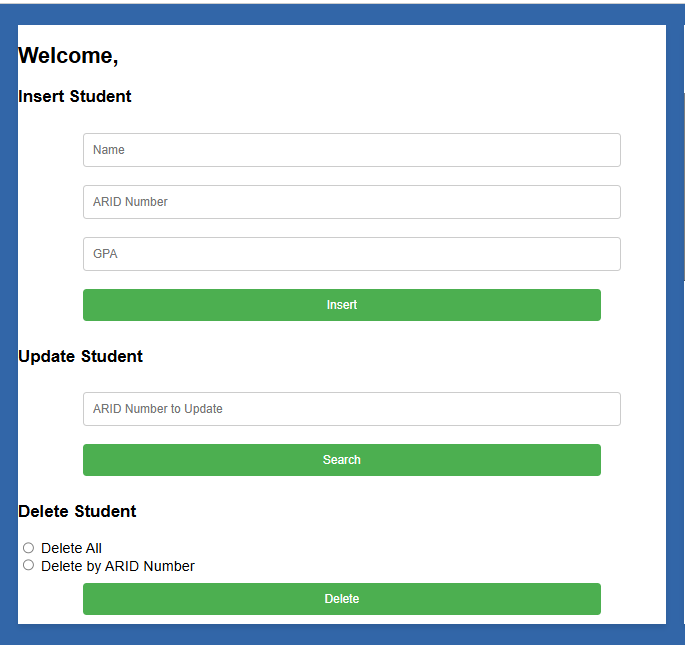 Welcome,
Insert Student
Name
ARID Number
GPA
Insert
Update Student
ARID Number to Update
Search
Delete Student
Delete All
Delete by ARID Number
Delete